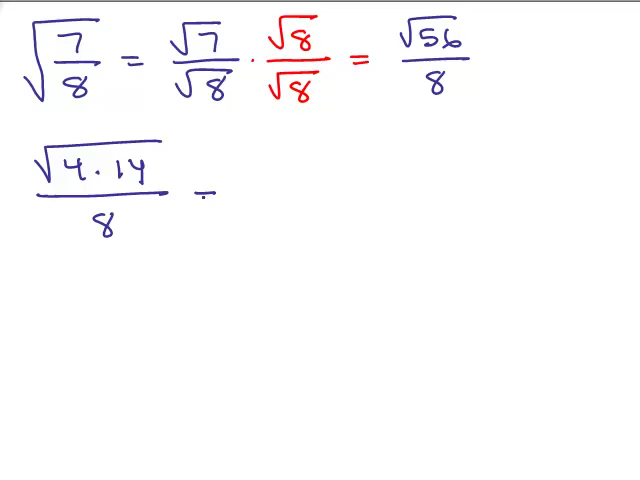 √(7/8) = √7/√8 · √8/√8 = √56/8
√(4·14)/8 =